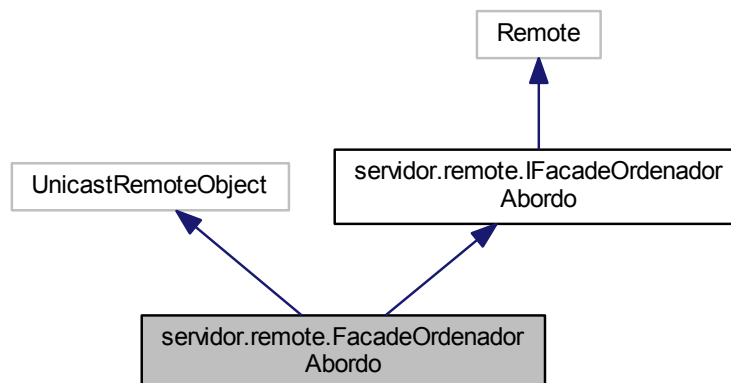 Remote
servidor.remote.IFacadeOrdenador
Abordo
UnicastRemoteObject
servidor.remote.FacadeOrdenador
Abordo